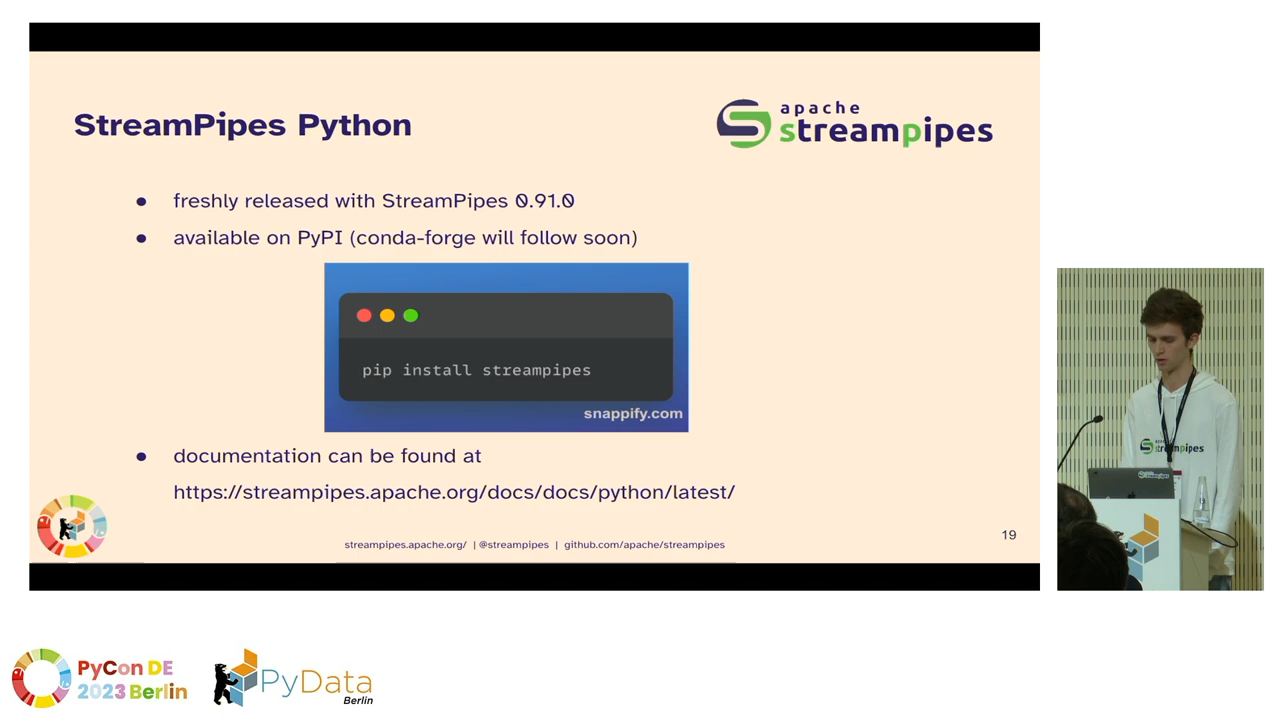 StreamPipes Python
apache
streampipes
● freshly released with StreamPipes 0.91.0
● available on PyPI (conda-forge will follow soon)
pip install streampipes
snappify.com
● documentation can be found at
https://streampipes.apache.org/docs/docs/python/latest/
streampipes.apache.org/ | @streampipes | github.com/apache/streampipes
19
streampipes
PyCon DE
2023 Berlin
PyData
Berlin